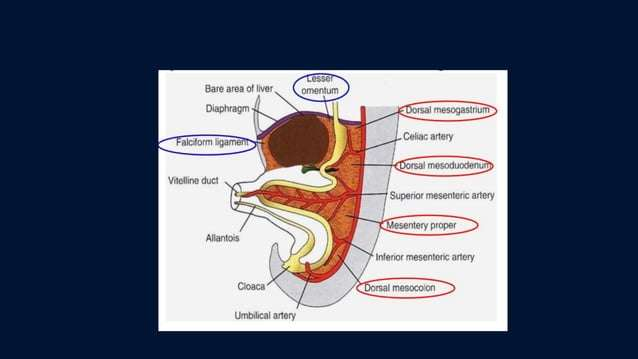 Lesser
omentum
Bare area of liver
Diaphragm
Dorsal mesogastrium
Celiac artery
Falciform ligament
Dorsal mesoduodenum
Vitelline duct
Superior mesenteric artery
Mesentery proper
Allantois
Inferior mesenteric artery
Cloaca
Dorsal mesocolon
Umbilical artery